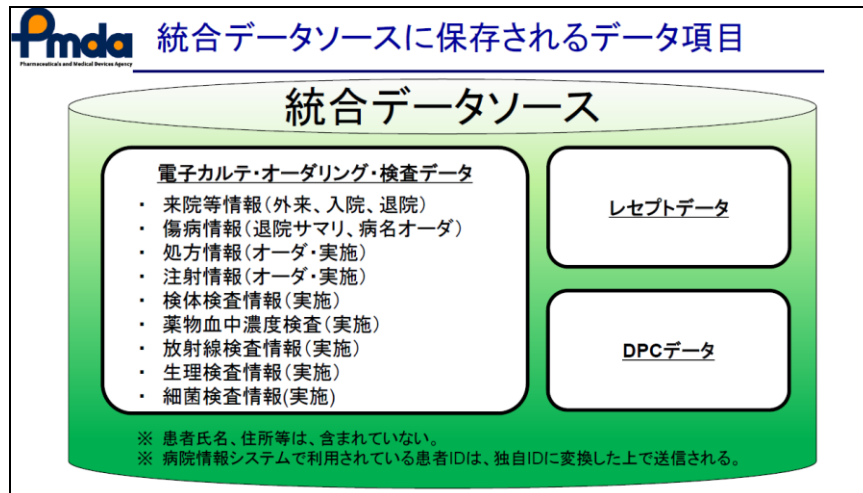 Pmda
Pharmaceuticals and Medical Devices Agency
統合データソースに保存されるデータ項目
統合データソース
電子カルテ・オーダリング・検査データ
・ 来院等情報(外来、入院、退院)
・ 傷病情報(退院サマリ、病名オーダ)
・ 処方情報(オーダ・実施)
・ 注射情報(オーダ・実施)
・ 検体検査情報(実施)
・ 薬物血中濃度検査(実施)
・ 放射線検査情報(実施)
・ 生理検査情報(実施)
・ 細菌検査情報(実施)
レセプトデータ
DPCデータ
※ 患者氏名、住所等は、含まれていない。
※ 病院情報システムで利用されている患者IDは、独自IDに変換した上で送信される。